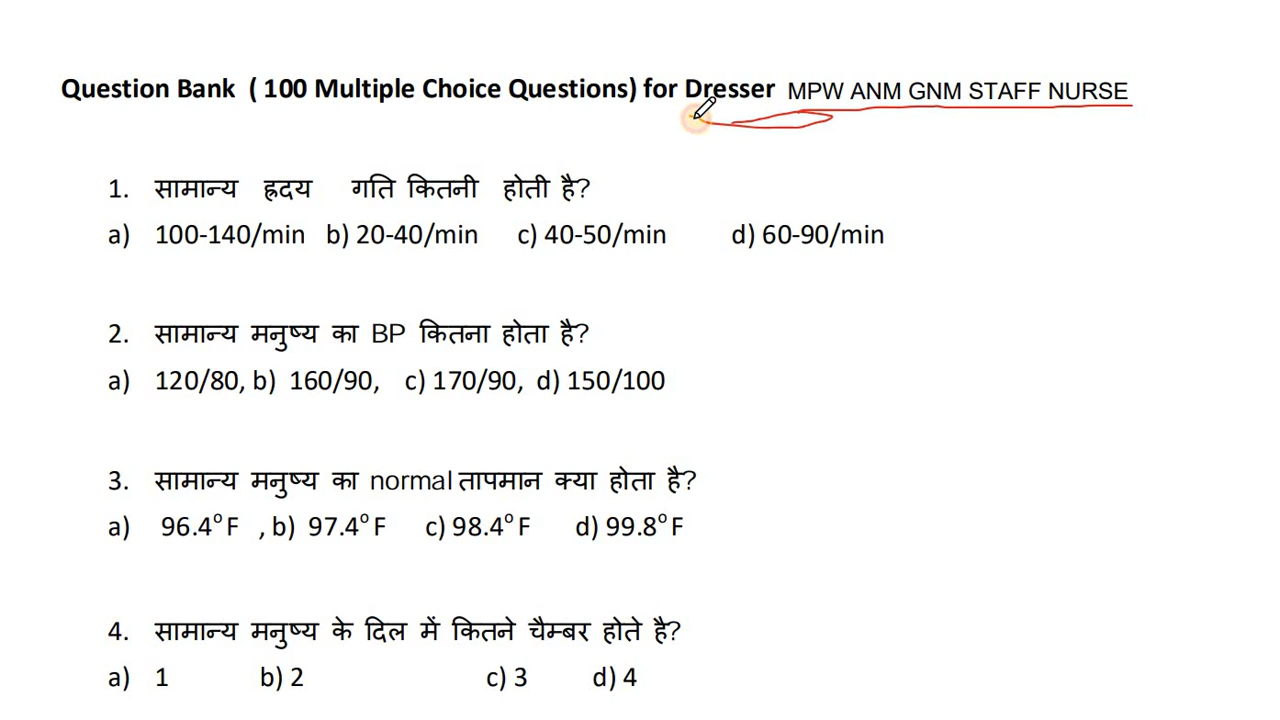 Question Bank ( 100 Multiple Choice Questions) for Dresser MPW ANM GNM STAFF NURSE
1. सामान्य ह्रदय गति कितनी होती है?
a) 100-140/min b) 20-40/min c) 40-50/min d) 60-90/min
2. सामान्य मनुष्य का BP कितना होता है?
a) 120/80, b) 160/90, c) 170/90, d) 150/100
3. सामान्य मनुष्य का normal तापमान क्या होता है?
a) 96.4°F , b) 97.4°F c) 98.4°F d) 99.8°F
4. सामान्य मनुष्य के दिल में कितने चैम्बर होते है?
a) 1 b) 2 c) 3 d) 4